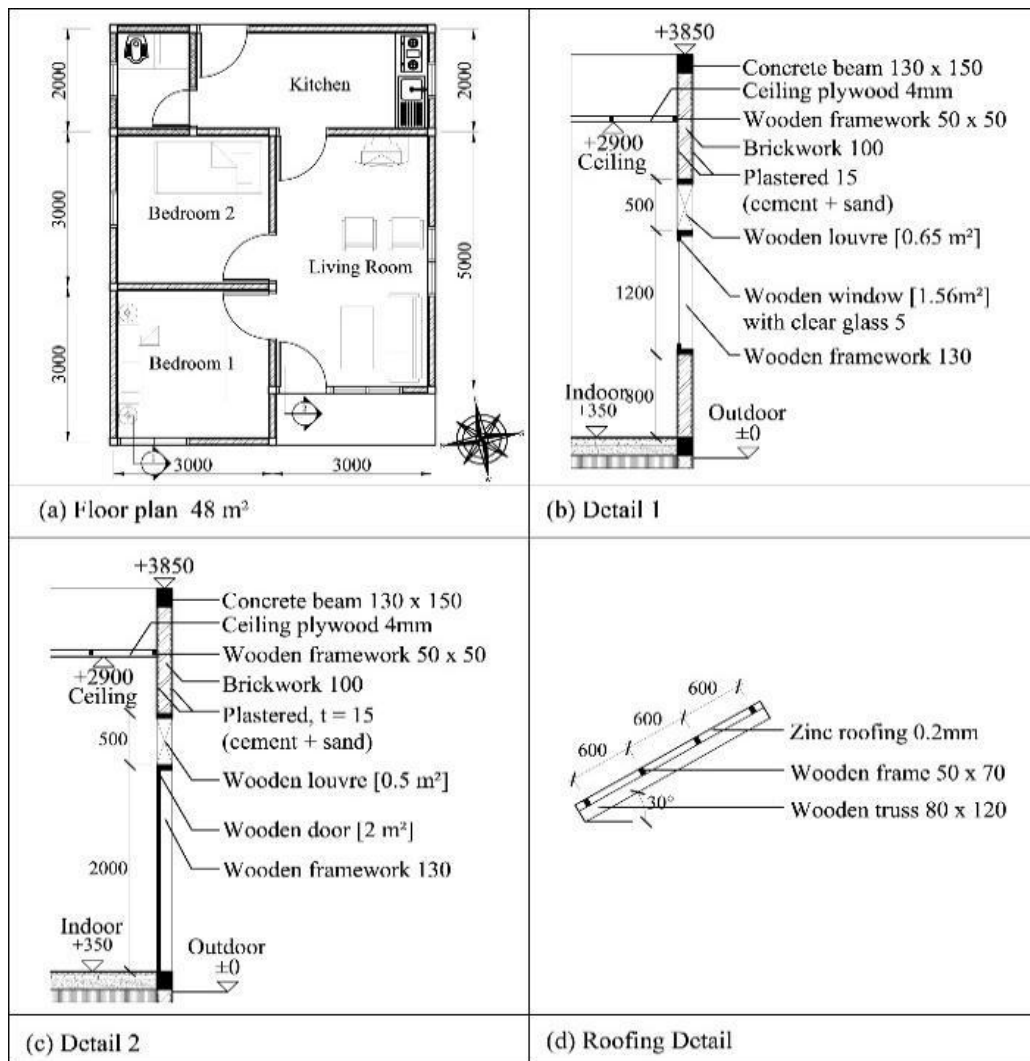 2000
3000
3000
Kitchen
Bedroom 2
Living Room
Bedroom 1
2000
5000
2
1
3000
3000
(a) Floor plan 48 m²
+3850
Concrete beam 130 x 150
Ceiling plywood 4mm
Wooden framework 50 x 50
+2900
Ceiling
Brickwork 100
Plastered 15
(cement + sand)
500
Wooden louvre [0.65 m²]
1200
Wooden window [1.56m²]
with clear glass 5
Wooden framework 130
Indoor
+350
800
Outdoor
±0
(b) Detail 1
+3850
Concrete beam 130 x 150
Ceiling plywood 4mm
Wooden framework 50 x 50
+2900
Ceiling
Brickwork 100
Plastered, t = 15
(cement + sand)
500
Wooden louvre [0.5 m²]
Wooden door [2 m²]
2000
Wooden framework 130
Indoor
+350
Outdoor
±0
(c) Detail 2
600
600
600
Zinc roofing 0.2mm
Wooden frame 50 x 70
30°
Wooden truss 80 x 120
(d) Roofing Detail